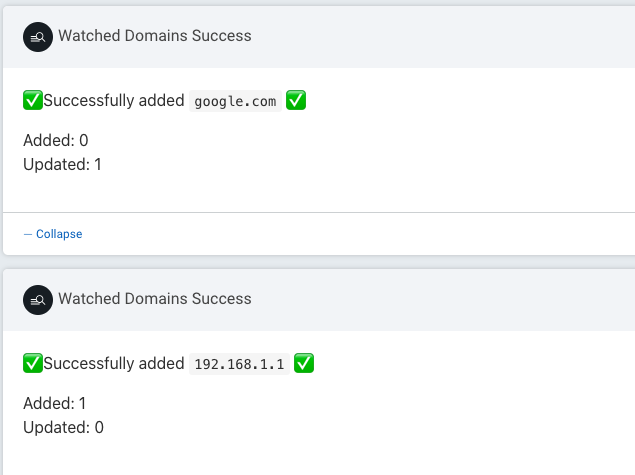 Watched Domains Success
✅Successfully added google.com ✅
Added: 0
Updated: 1
— Collapse
Watched Domains Success
✅Successfully added 192.168.1.1 ✅
Added: 1
Updated: 0